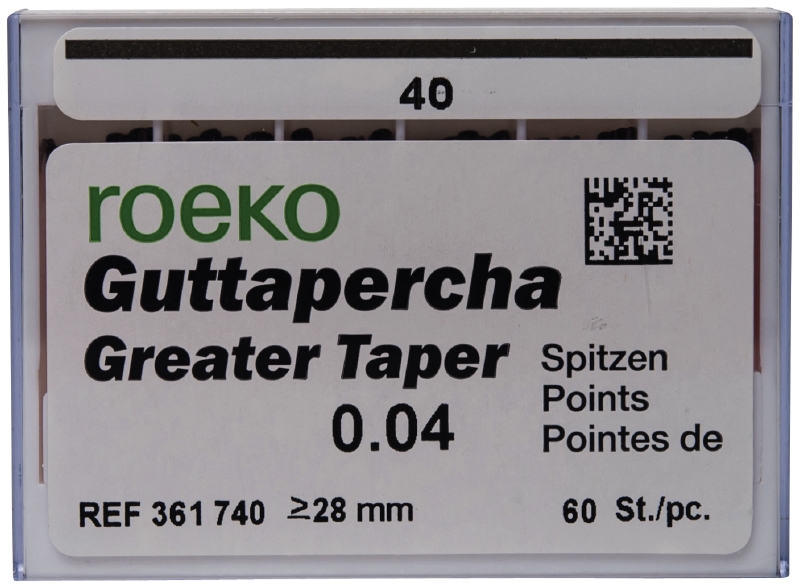 40
roeko
Guttapercha
Greater Taper
0.04
Spitzen
Points
Pointes de
REF 361 740 ≥28 mm 60 St./pc.